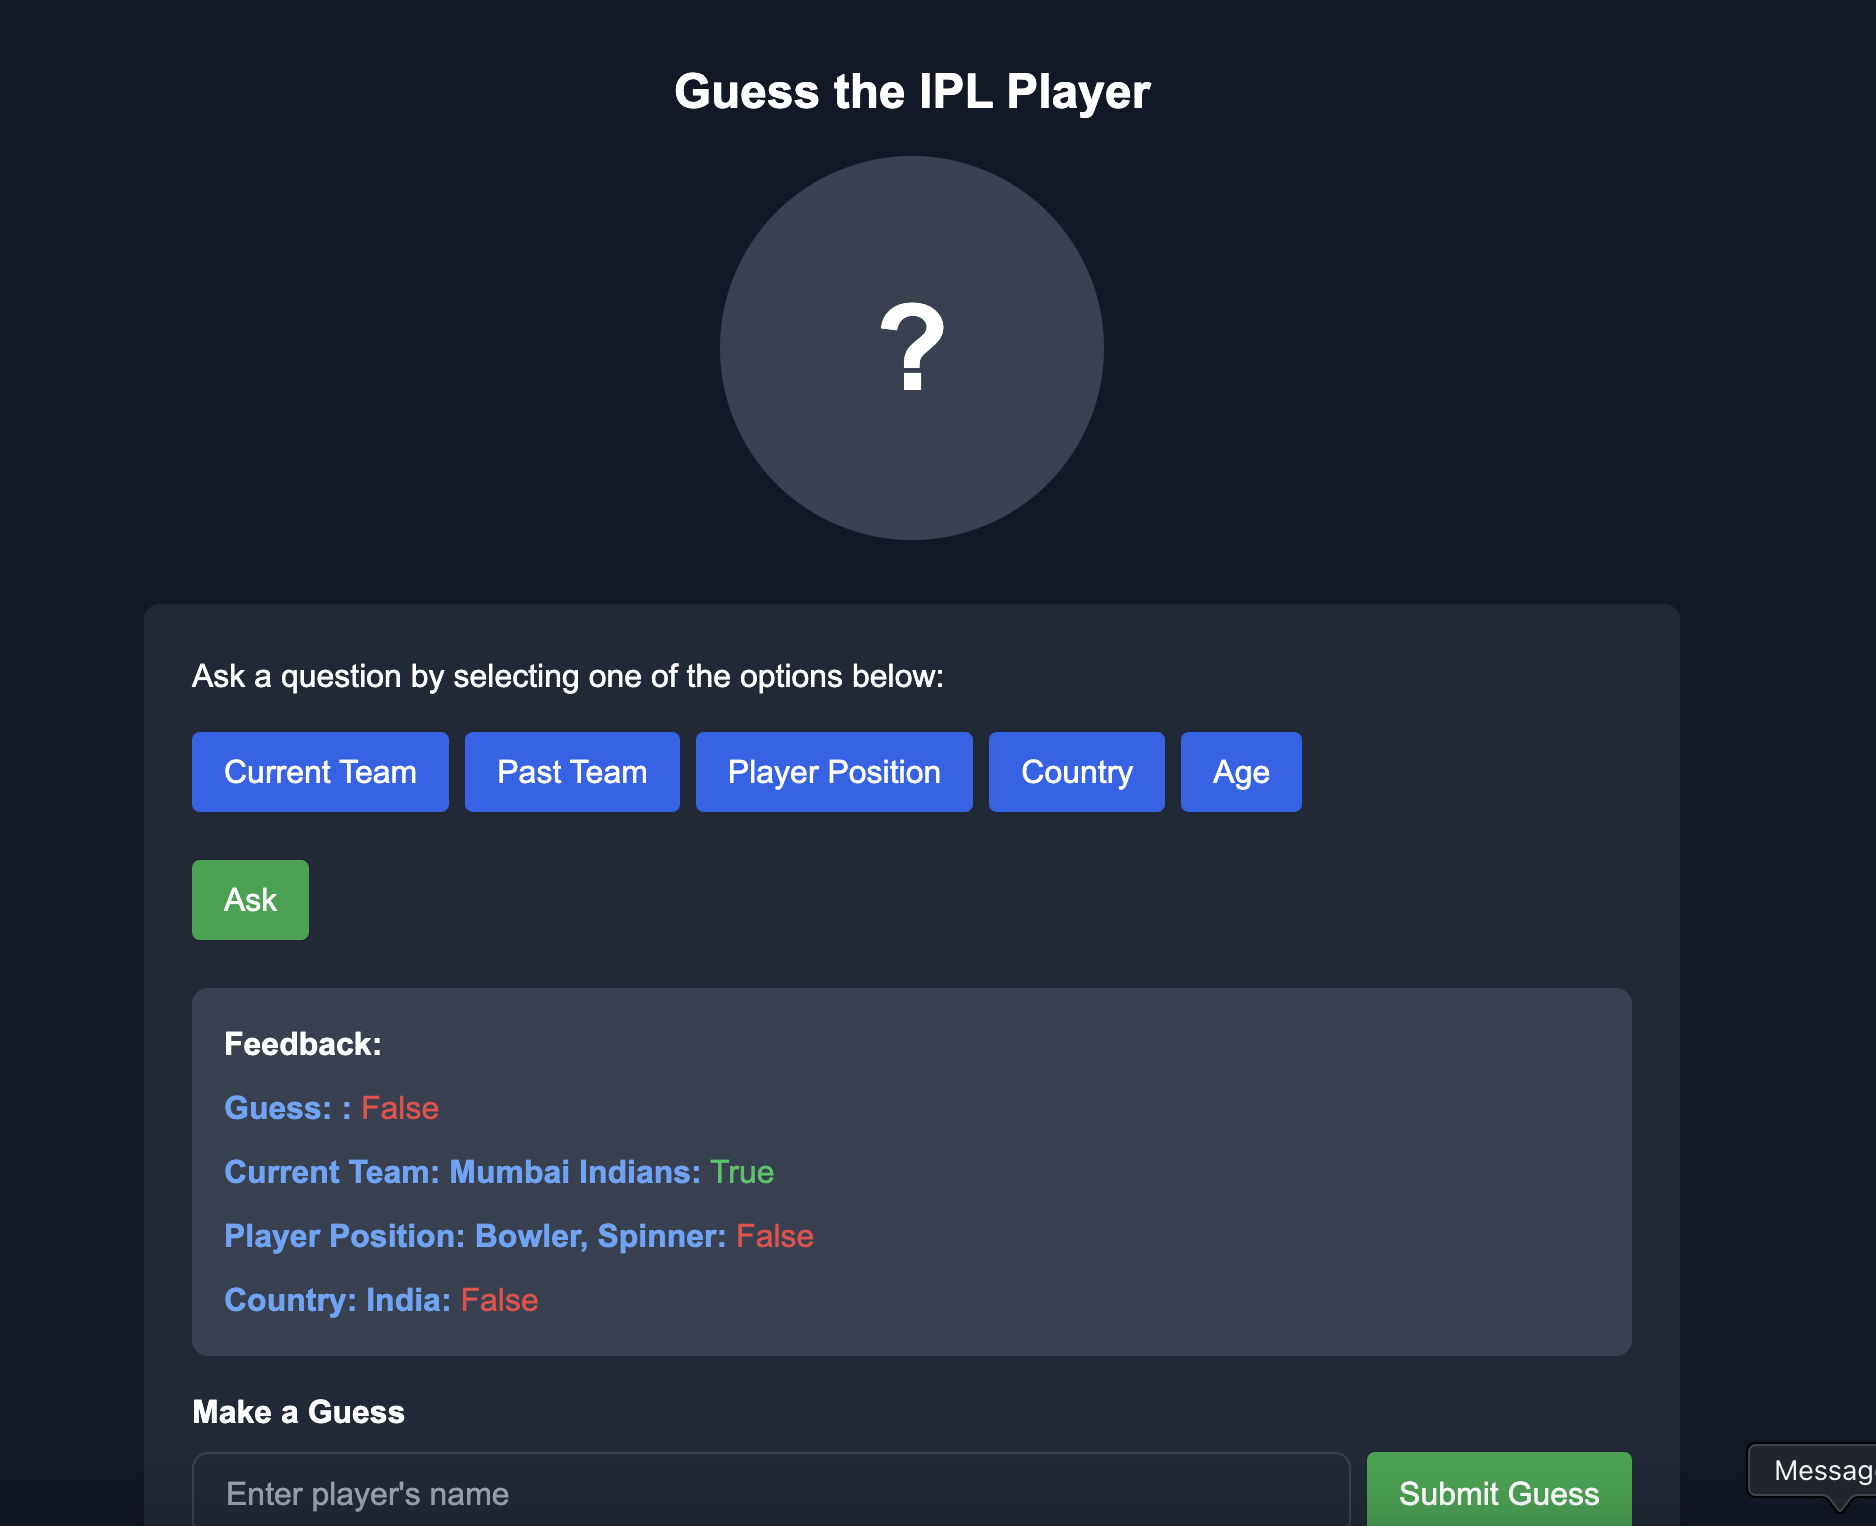 Guess the IPL Player
?
Ask a question by selecting one of the options below:
Current Team Past Team Player Position Country Age
Ask
Feedback:
Guess: : False
Current Team: Mumbai Indians: True
Player Position: Bowler, Spinner: False
Country: India: False
Make a Guess
Enter player's name Submit Guess